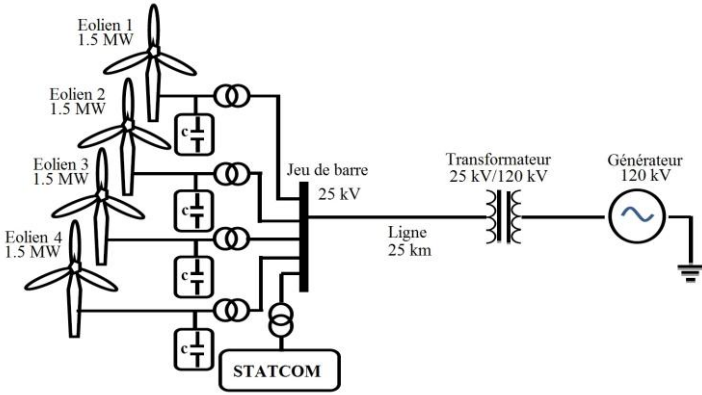 Eolien 1
1.5 MW
Eolien 2
1.5 MW
Eolien 3
1.5 MW
Eolien 4
1.5 MW
c
c
c
c
Jeu de barre
25 kV
STATCOM
Ligne
25 km
Transformateur
25 kV/120 kV
Générateur
120 kV